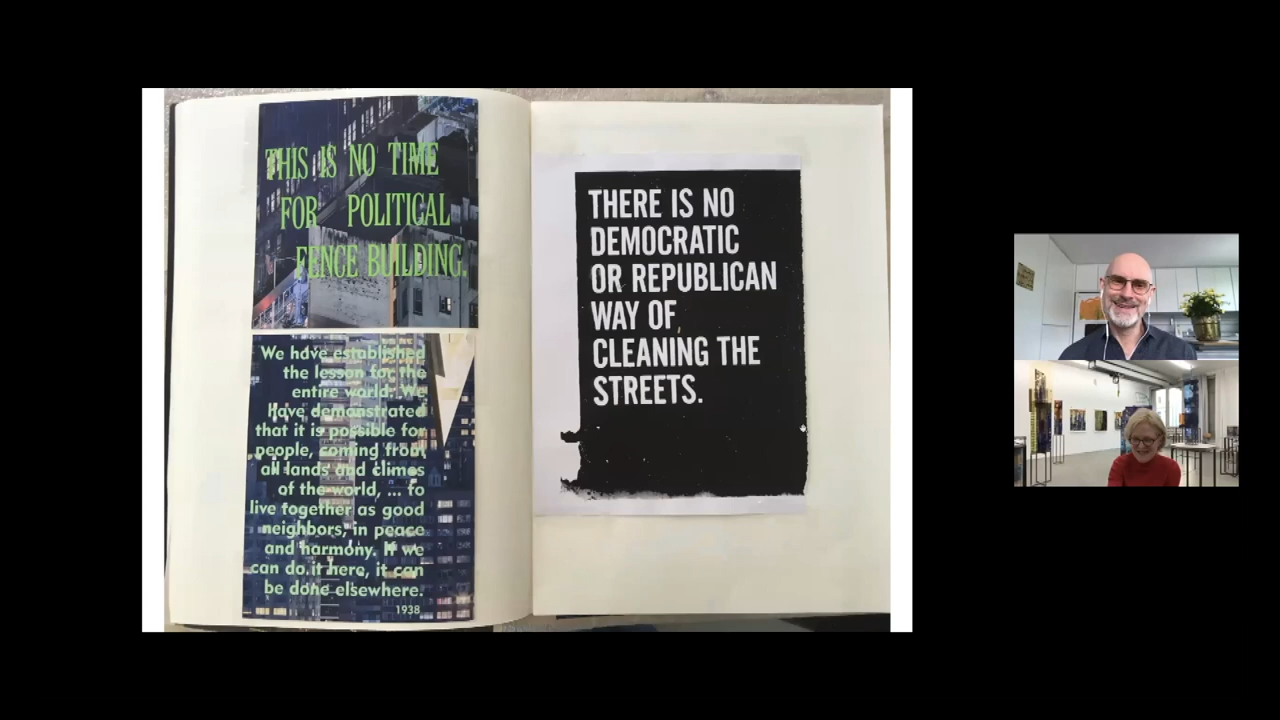 THIS IS NO TIME
FOR POLITICAL
FENCE BUILDING.
We have established
the lesson for the
entire world. We
have demonstrated
that it is possible for
people, coming from
all lands and climes
of the world, ... to
live together as good
neighbors, in peace
and harmony. If we
can do it here, it can
be done elsewhere.
1938
THERE IS NO
DEMOCRATIC
OR REPUBLICAN
WAY OF
CLEANING THE
STREETS.